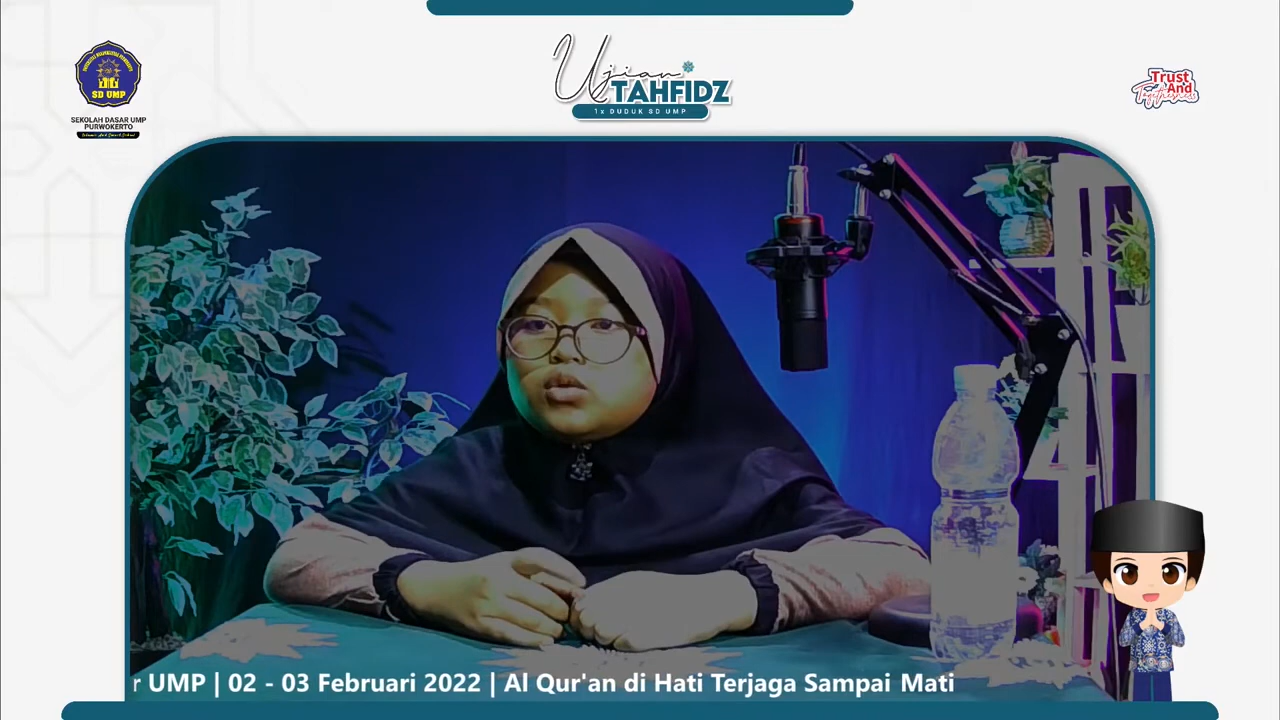 SD UMP
SEKOLAH DASAR UMP
PURWOKERTO
Ujian
TAHFIDZ
1x DUDUK SD UMP
Trust
And
Togetherness
r UMP | 02 - 03 Februari 2022 | Al Qur'an di Hati Terjaga Sampai Mati